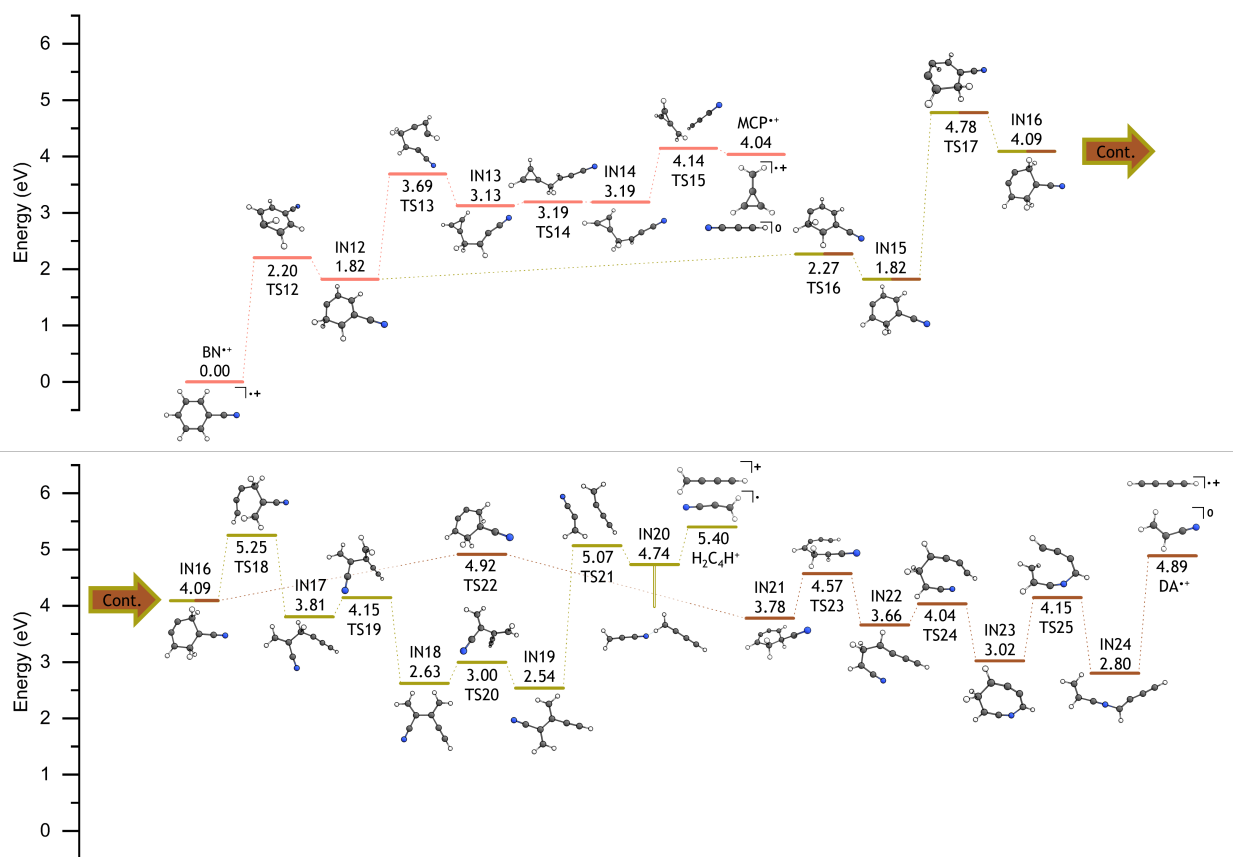 6
5
4
3
2
1
0
Energy (eV)
BN•+
0.00
•+
2.20
TS12
IN12
1.82
3.69
TS13
IN13
3.13
3.19
TS14
IN14
3.19
4.14
TS15
MCP•+
4.04
•+
0
2.27
TS16
IN15
1.82
4.78
TS17
IN16
4.09
Cont.
6
5
4
3
2
1
0
Energy (eV)
Cont.
IN16
4.09
5.25
TS18
IN17
3.81
4.15
TS19
IN18
2.63
4.92
TS22
3.00
TS20
IN19
2.54
5.07
TS21
IN20
4.74
+
•
5.40
H₂C₄H⁺
IN21
3.78
4.57
TS23
IN22
3.66
4.04
TS24
IN23
3.02
4.15
TS25
IN24
2.80
•+
0
4.89
DA•+